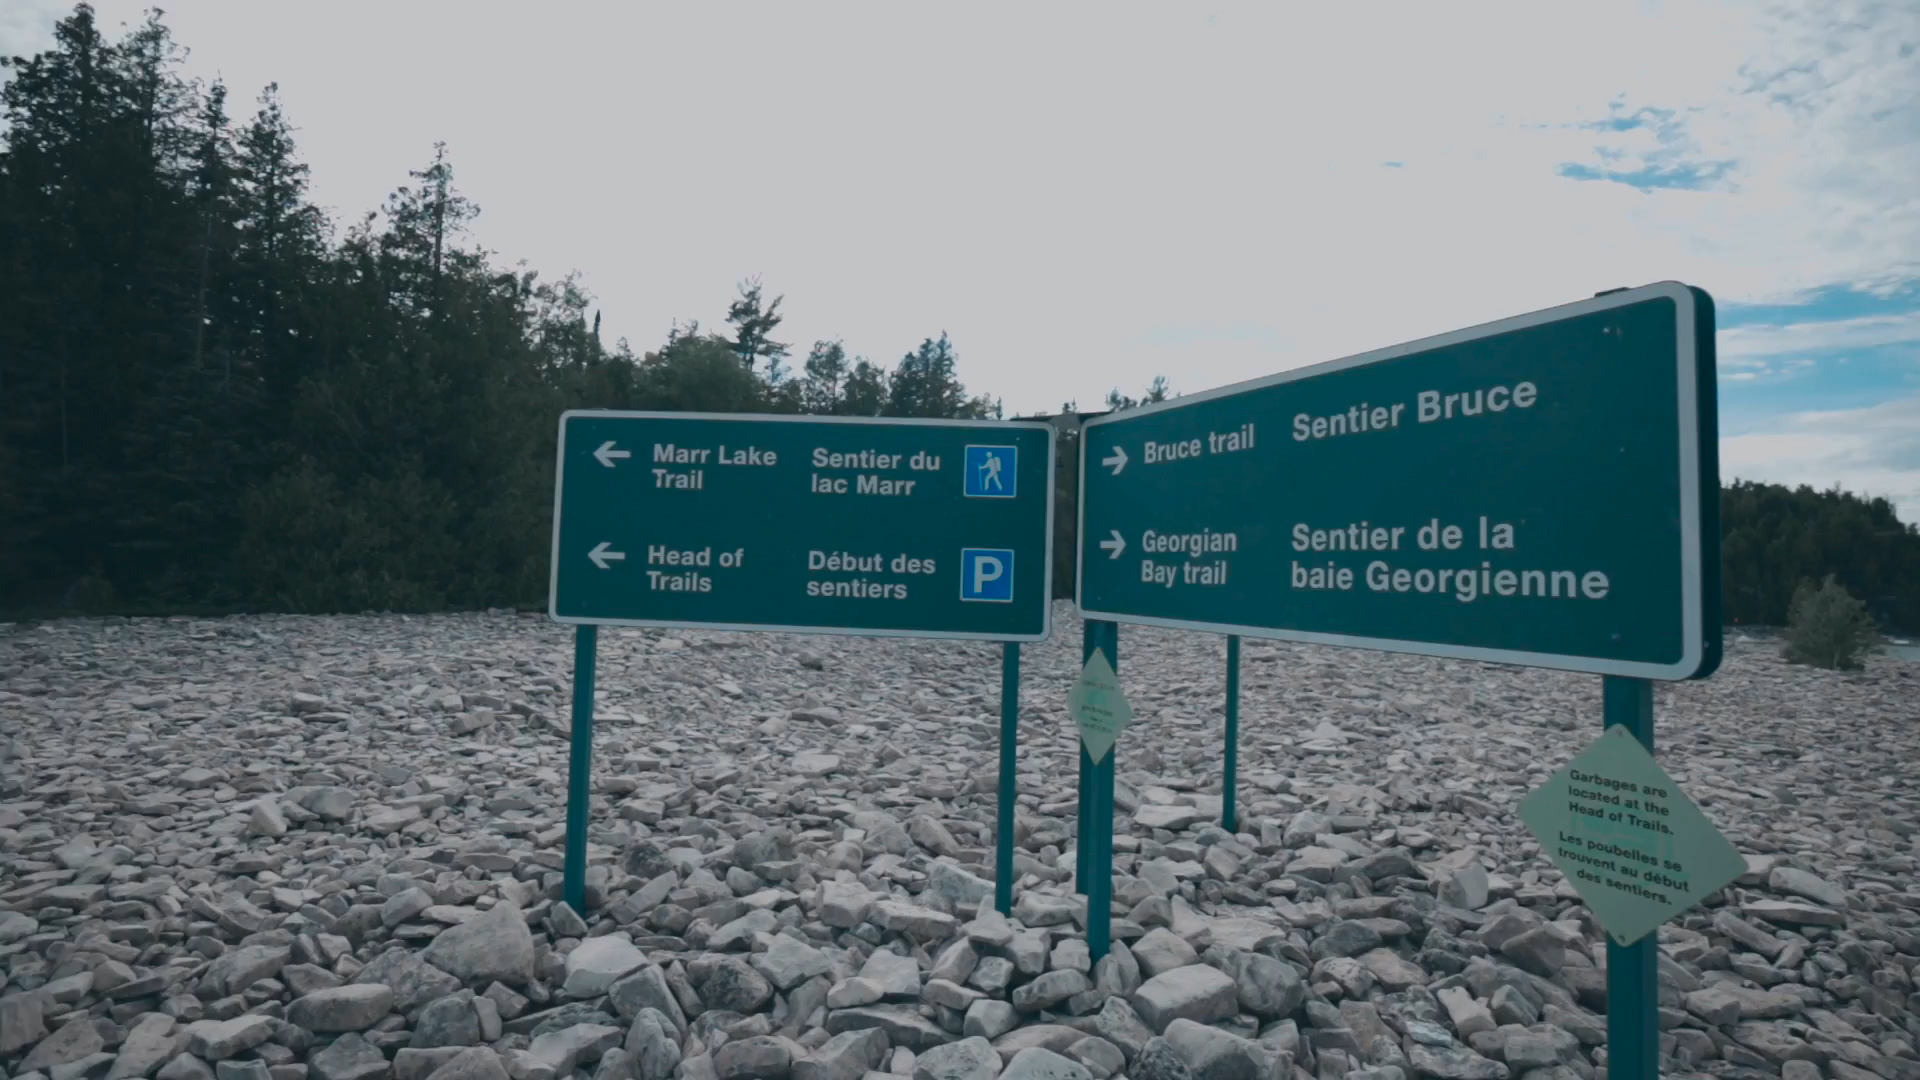 Marr Lake
Trail
Sentier du
lac Marr
Head of
Trails
Début des
sentiers
P
Bruce trail
Sentier Bruce
Georgian
Bay trail
Sentier de la
baie Georgienne
Garbages are
located at the
Head of Trails.
Les poubelles se
trouvent au début
des sentiers.